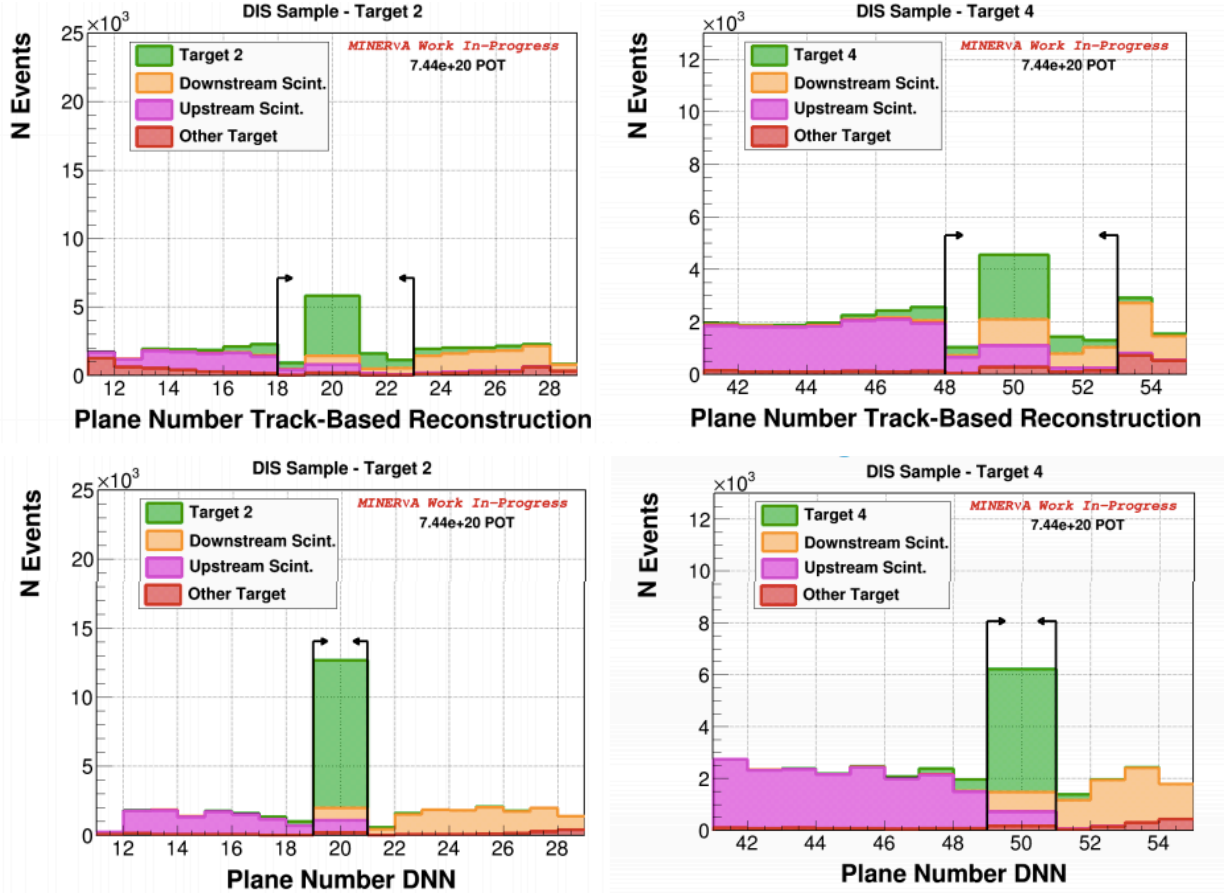 DIS Sample - Target 2
×10³
N Events
25
20
15
10
5
0
Target 2
Downstream Scint.
Upstream Scint.
Other Target
MINERνA Work In-Progress
7.44e+20 POT
12 14 16 18 20 22 24 26 28
Plane Number Track-Based Reconstruction
DIS Sample - Target 4
×10³
N Events
12
10
8
6
4
2
0
Target 4
Downstream Scint.
Upstream Scint.
Other Target
MINERνA Work In-Progress
7.44e+20 POT
42 44 46 48 50 52 54
Plane Number Track-Based Reconstruction
DIS Sample - Target 2
×10³
N Events
25
20
15
10
5
0
Target 2
Downstream Scint.
Upstream Scint.
Other Target
MINERνA Work In-Progress
7.44e+20 POT
12 14 16 18 20 22 24 26 28
Plane Number DNN
DIS Sample - Target 4
×10³
N Events
12
10
8
6
4
2
0
Target 4
Downstream Scint.
Upstream Scint.
Other Target
MINERνA Work In-Progress
7.44e+20 POT
42 44 46 48 50 52 54
Plane Number DNN